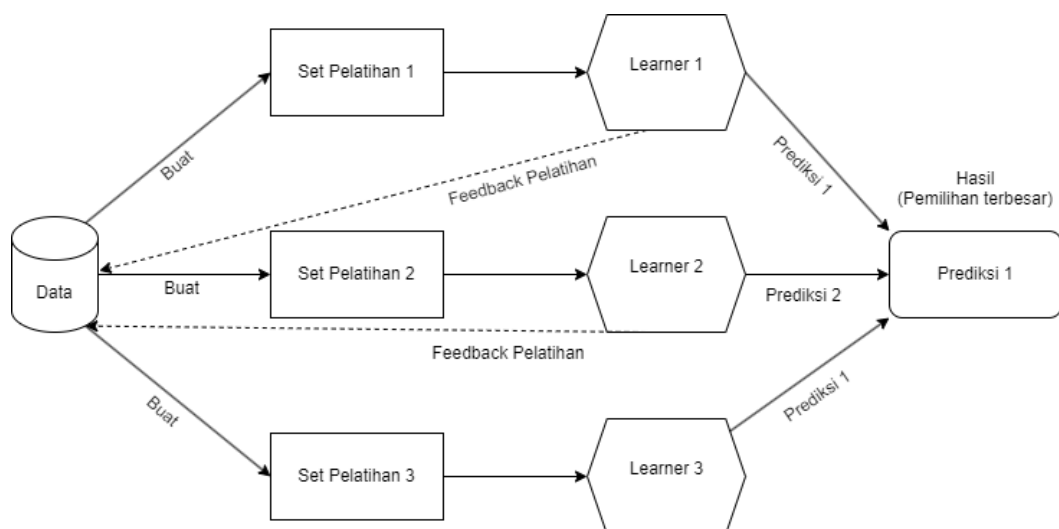 Set Pelatihan 1
Learner 1
Buat
Feedback Pelatihan
Prediksi 1
Hasil
(Pemilihan terbesar)
Data
Buat
Set Pelatihan 2
Learner 2
Prediksi 2
Prediksi 1
Feedback Pelatihan
Buat
Prediksi 1
Set Pelatihan 3
Learner 3